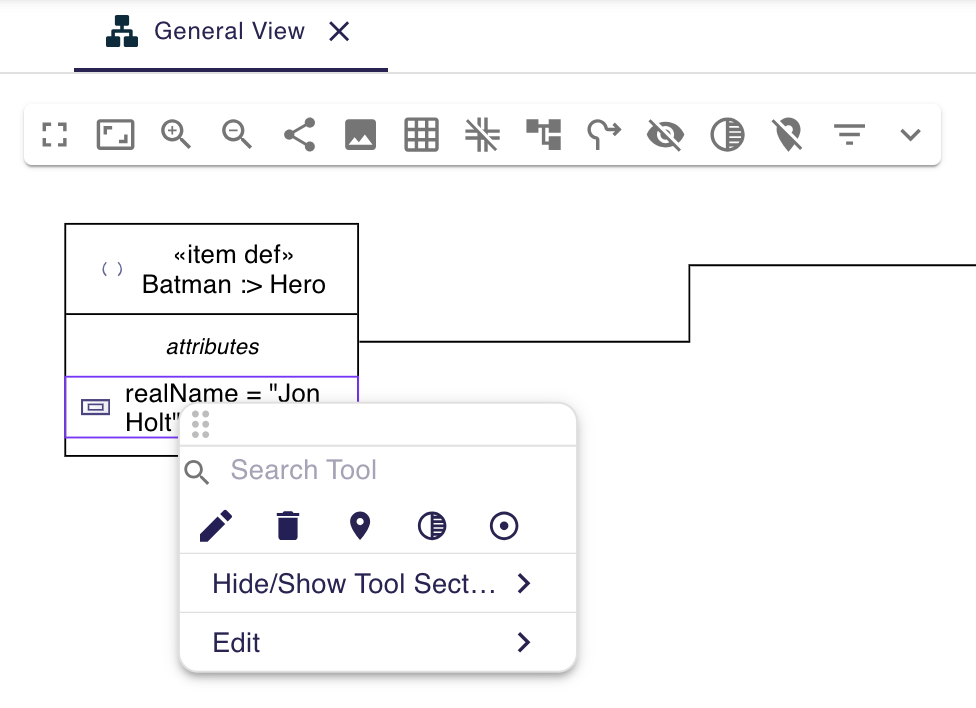 General View
«item def»
Batman :> Hero
attributes
realName = "Jon
Holt"
Search Tool
Hide/Show Tool Sect...
Edit